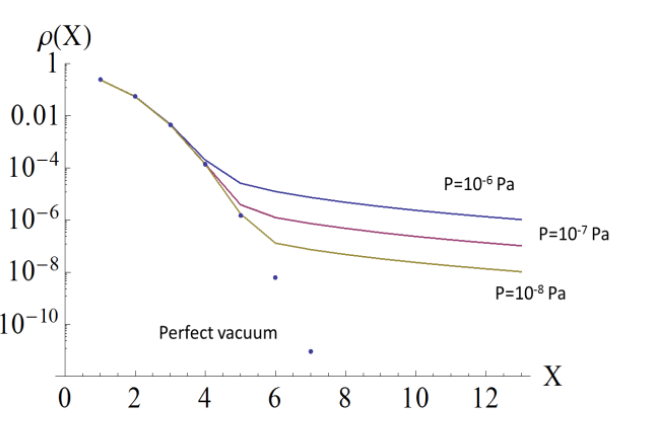 ρ(X)
1
0.01
10⁻⁴
P=10⁻⁶ Pa
10⁻⁶
P=10⁻⁷ Pa
10⁻⁸
P=10⁻⁸ Pa
10⁻¹⁰
Perfect vacuum
X
0 2 4 6 8 10 12